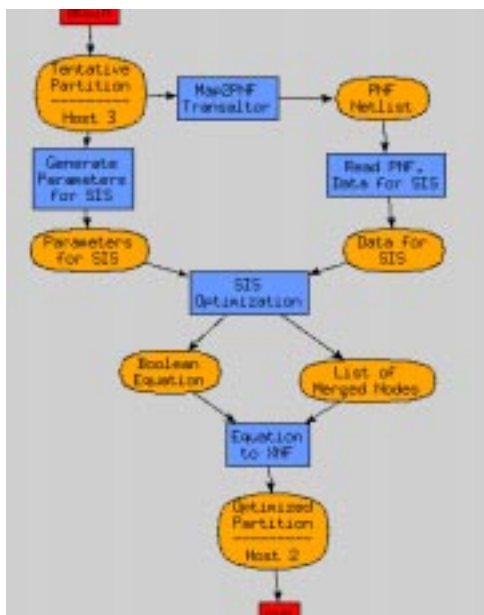 Tentative
Partition
----------
Host 3
Map2PNF
Transaltor
PNF
Netlist
Generate
Parameters
for SIS
Read PNF,
Data for SIS
Parameters
for SIS
Data for
SIS
SIS
Optimization
Boolean
Equation
List of
Merged Nodes
Equation
to XNF
Optimized
Partition
----------
Host 2